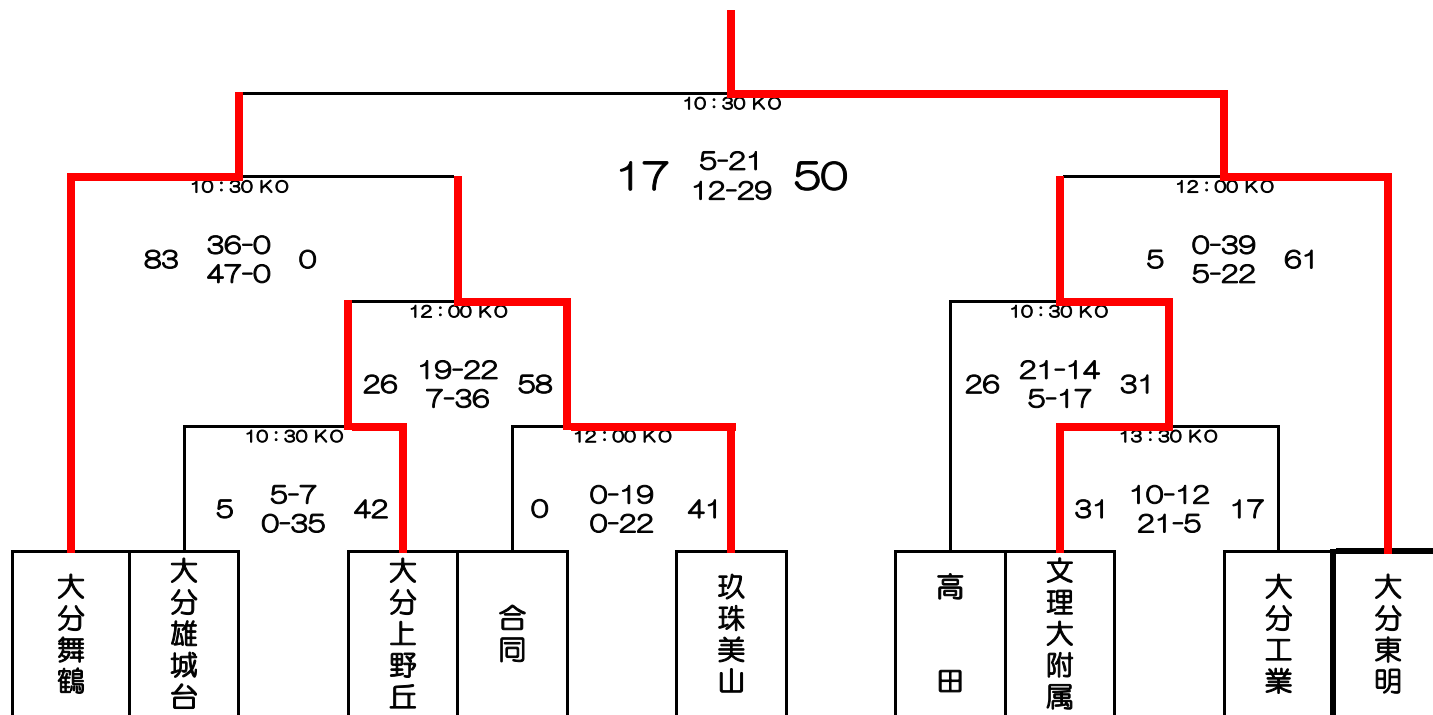 10:30 KO
17 5-21 50
12-29
10:30 KO
83 36-0 0
47-0
12:00 KO
5 0-39 61
5-22
12:00 KO
26 19-22 58
7-36
10:30 KO
26 21-14 31
5-17
10:30 KO
5 5-7 42
0-35
12:00 KO
0 0-19 41
0-22
13:30 KO
31 10-12 17
21-5
大分舞鶴
大分雄城台
大分上野丘
合同
玖珠美山
高田
文理大附属
大分工業
大分東明